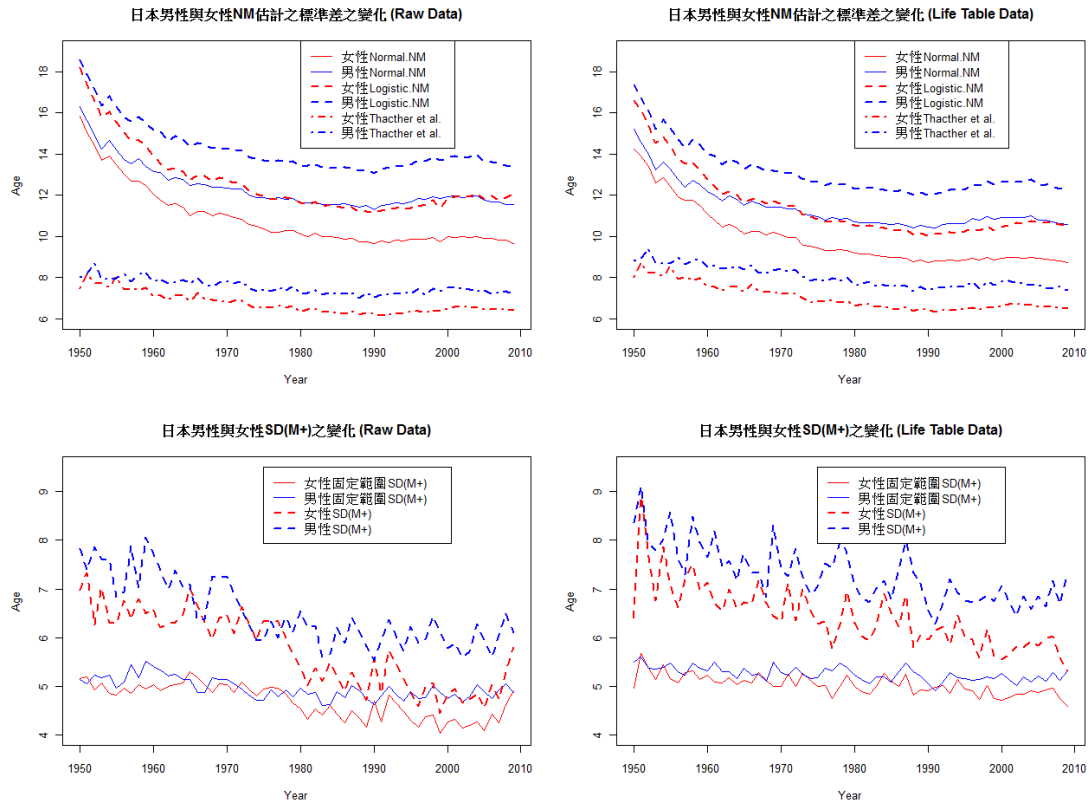 日本男性與女性NM估計之標準差之變化 (Raw Data)
女性Normal.NM
男性Normal.NM
女性Logistic.NM
男性Logistic.NM
女性Thacther et al.
男性Thacther et al.
Age
18
16
14
12
10
8
6
1950 1960 1970 1980 1990 2000 2010
Year
日本男性與女性NM估計之標準差之變化 (Life Table Data)
女性Normal.NM
男性Normal.NM
女性Logistic.NM
男性Logistic.NM
女性Thacther et al.
男性Thacther et al.
Age
18
16
14
12
10
8
6
1950 1960 1970 1980 1990 2000 2010
Year
日本男性與女性SD(M+)之變化 (Raw Data)
女性固定範圍SD(M+)
男性固定範圍SD(M+)
女性SD(M+)
男性SD(M+)
Age
9
8
7
6
5
4
1950 1960 1970 1980 1990 2000 2010
Year
日本男性與女性SD(M+)之變化 (Life Table Data)
女性固定範圍SD(M+)
男性固定範圍SD(M+)
女性SD(M+)
男性SD(M+)
Age
9
8
7
6
5
4
1950 1960 1970 1980 1990 2000 2010
Year